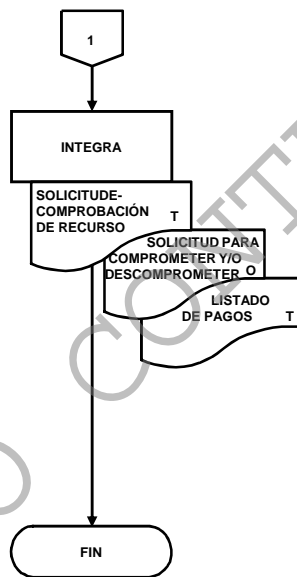 1
INTEGRA
SOLICITUDE-
COMPROBACIÓN
DE RECURSO T
SOLICITUD PARA
COMPROMETER Y/O
DESCOMPROMETER O
LISTADO
DE PAGOS T
FIN